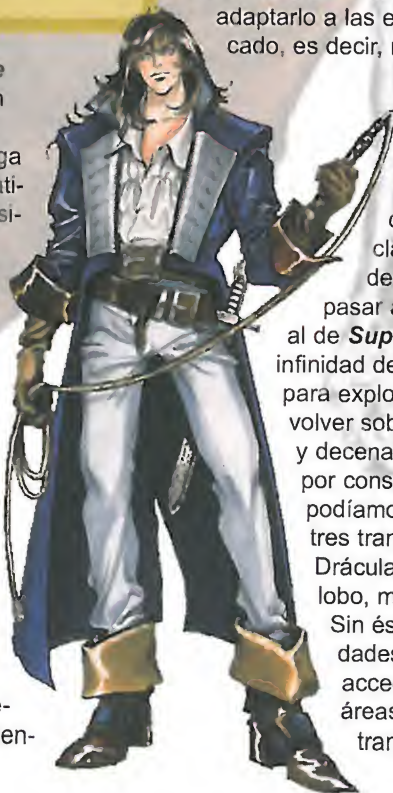 e
n
ga
ati-
si-
e-
en-
adaptarlo a las e
cado, es decir, r
c
cla
de
pasar a
al de Sup
infinidad de
para explo
volver sob
y decena
por cons
podíamo
tres tran
Drácula
lobo, m
Sin és
dades
acce
áreas
tran